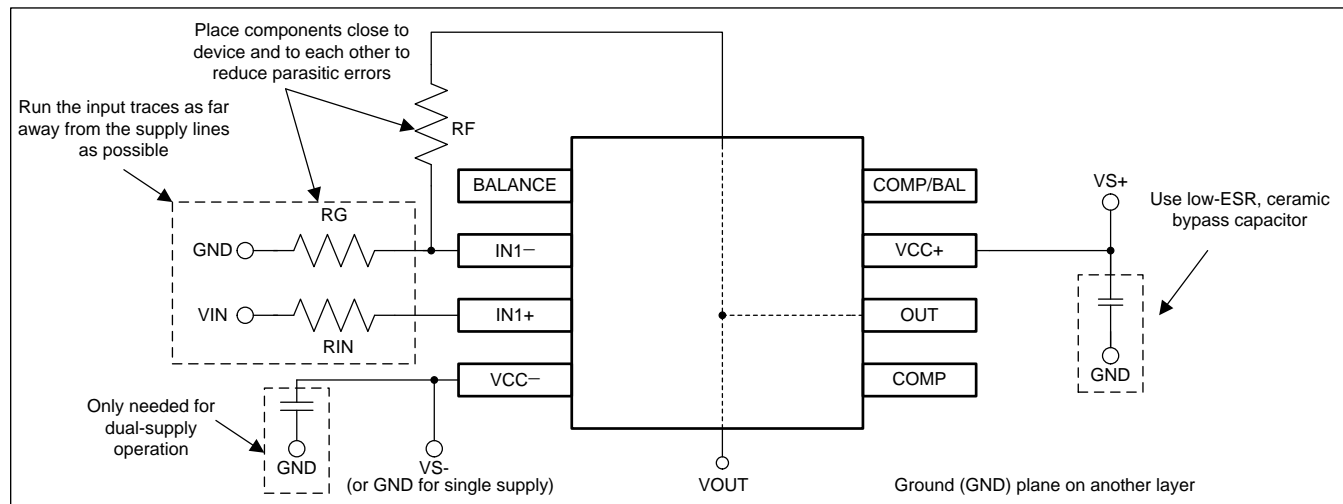 Place components close to
device and to each other to
reduce parasitic errors
Run the input traces as far
away from the supply lines
as possible
RF
BALANCE
COMP/BAL
VS+
Use low-ESR, ceramic
bypass capacitor
RG
GND
IN1−
VCC+
VIN
IN1+
OUT
RIN
VCC−
COMP
GND
Only needed for
dual-supply
operation
GND
VS-
(or GND for single supply)
VOUT
Ground (GND) plane on another layer